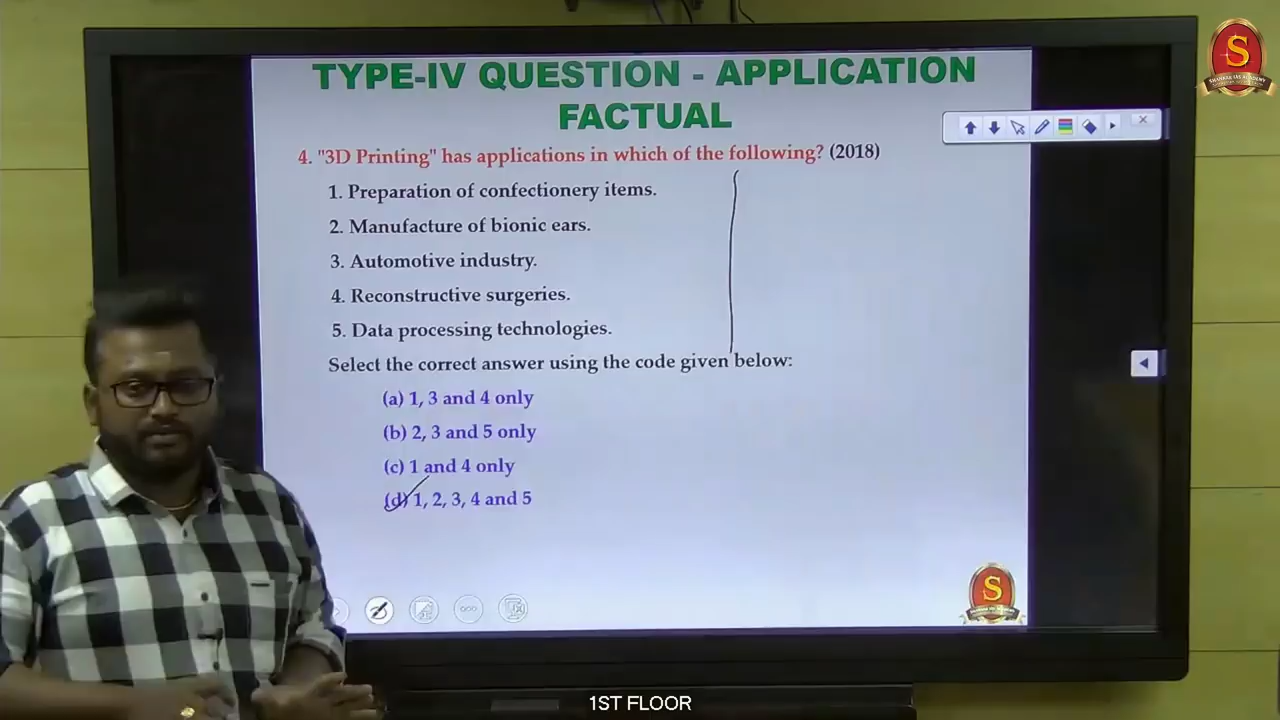 TYPE-IV QUESTION - APPLICATION
FACTUAL
4. "3D Printing" has applications in which of the following? (2018)
1. Preparation of confectionery items.
2. Manufacture of bionic ears.
3. Automotive industry.
4. Reconstructive surgeries.
5. Data processing technologies.
Select the correct answer using the code given below:
(a) 1, 3 and 4 only
(b) 2, 3 and 5 only
(c) 1 and 4 only
(d) 1, 2, 3, 4 and 5
S
SHANKAR IAS ACADEMY
S
1ST FLOOR